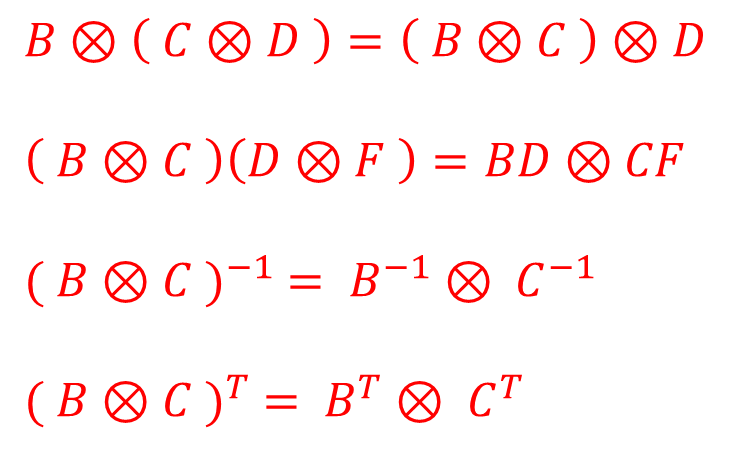 B ⊗ ( C ⊗ D ) = ( B ⊗ C ) ⊗ D
( B ⊗ C )(D ⊗ F ) = BD ⊗ CF
( B ⊗ C )⁻¹ = B⁻¹ ⊗ C⁻¹
( B ⊗ C )ᵀ = Bᵀ ⊗ Cᵀ